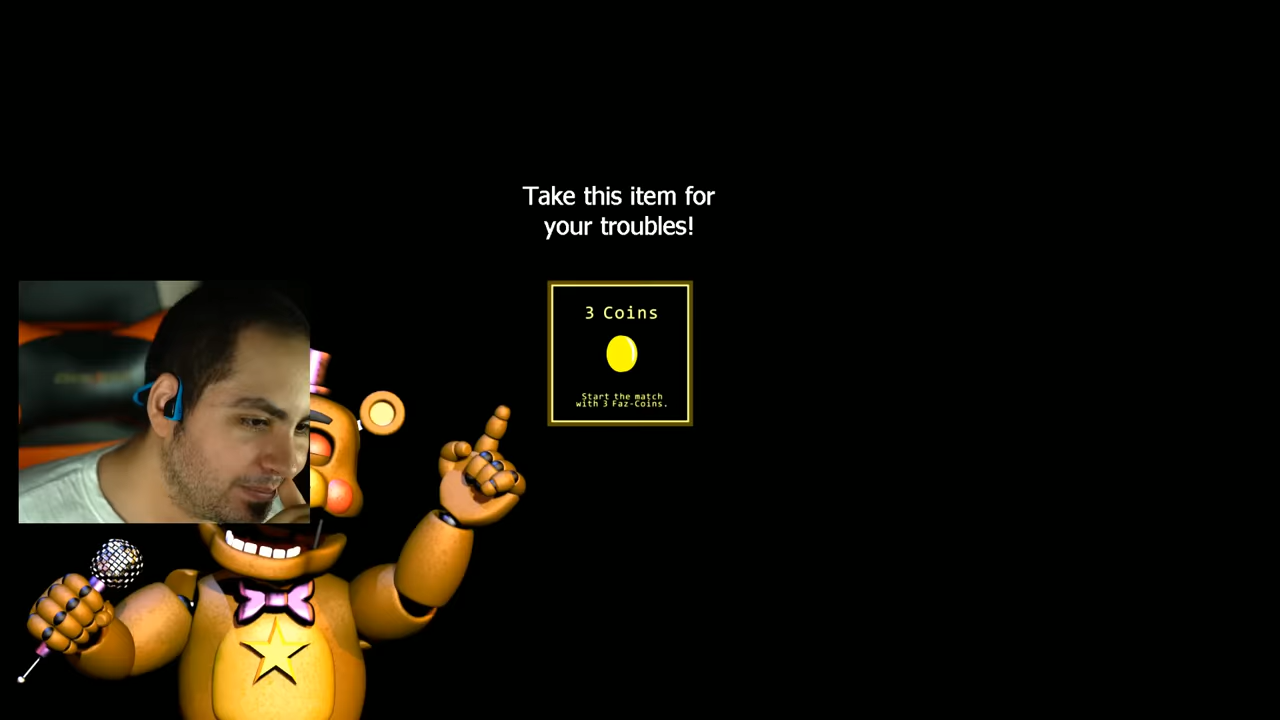 Take this item for
your troubles!
3 Coins
Start the match
with 3 Faz-Coins.